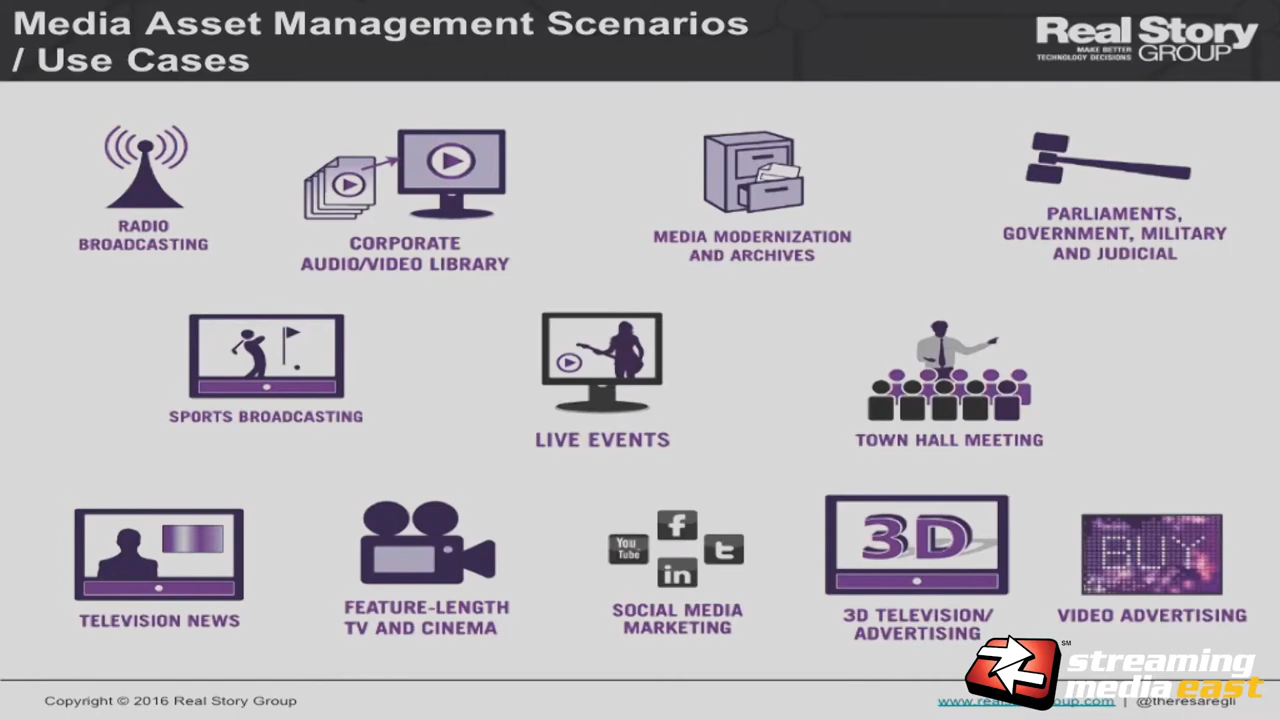 Media Asset Management Scenarios
/ Use Cases
Real Story
MAKE BETTER
TECHNOLOGY DECISIONS
GROUP
RADIO
BROADCASTING
CORPORATE
AUDIO/VIDEO LIBRARY
MEDIA MODERNIZATION
AND ARCHIVES
PARLIAMENTS,
GOVERNMENT, MILITARY
AND JUDICIAL
SPORTS BROADCASTING
LIVE EVENTS
TOWN HALL MEETING
TELEVISION NEWS
FEATURE-LENGTH
TV AND CINEMA
f
You
Tube
t
in
SOCIAL MEDIA
MARKETING
3D
3D TELEVISION/
ADVERTISING
BUY
VIDEO ADVERTISING
SM
streaming
media east
Copyright © 2016 Real Story Group
| @theresaregli